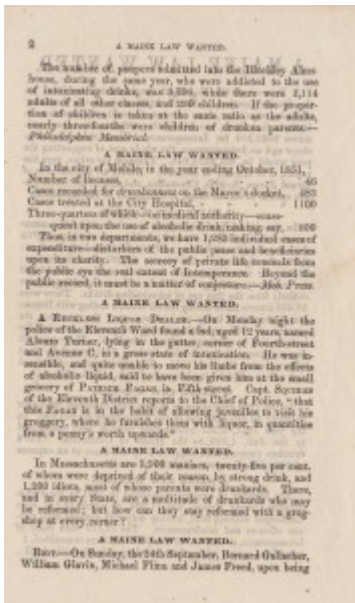 2 A MAINE LAW WANTED.
The number of paupers admitted into the Blockley Alms-
house, during the same year, who were addicted to the use
of intoxicating drinks, was 3,894, while there were 1,114
adults of all other classes, and 280 children. If the propor-
tion of children is taken at the same ratio as the adults,
nearly three-fourths were children of drunken parents.—
Philadelphia Memorial.
A MAINE LAW WANTED.
In the city of Mobile, in the year ending October, 1851,
Number of licenses, 46
Cases recorded for drunkenness on the Mayor's docket, 483
Cases treated at the City Hospital, 1100
Three-quarters of which—on medical authority—conse-
quent upon the use of alcoholic drink, making, say, 800
Thus, in two departments, we have 1,283 individual cases of
expenditure—disturbers of the public peace and beneficiaries
upon its charity. The secrecy of private life conceals from
the public eye the real extent of Intemperance. Beyond the
public record, it must be a matter of conjecture.—Mob. Press.
A MAINE LAW WANTED.
A RECKLESS LIQUOR DEALER.—On Monday night the
police of the Eleventh Ward found a lad, aged 12 years, named
Turner, lying in the gutter, corner of Fourth-street
and Avenue C, in a gross state of intoxication. He was in-
sensible, and quite unable to move his limbs from the effects
of alcoholic liquid, said to have been given him at the small
grocery of PATRICK FAGAN in Fifth-street. Capt. SQUIRES
of the Eleventh District reports to the Chief of Police, "that
this FAGAN is in the habit of allowing juveniles to visit his
groggery, where he furnishes them with liquor, in quantities
from a penny's worth upwards."
A MAINE LAW WANTED.
In Massachusetts are 1,500 maniacs, twenty-five per cent.
of whom were deprived of their reason by strong drink, and
1,200 idiots, most of whose parents were drunkards. There,
and in every State, are a multitude of drunkards who may
be reformed; but how can they stay reformed with a grog-
shop at every corner?
A MAINE LAW WANTED.
RIOT.—On Sunday, the 14th September, Bernard Gallacher,
William Glavin, Michael Flinn and James Freed, upon being